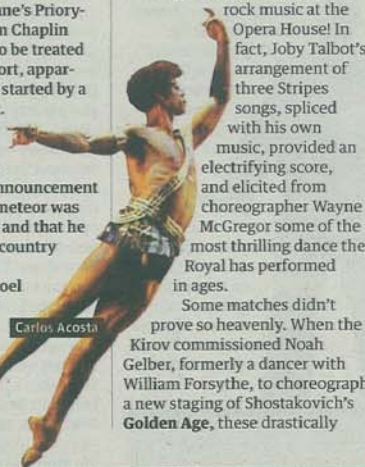 ne's Priory-
n Chaplin
o be treated
ort, appar-
started by a
nnouncement
neteor was
and that he
country
oel
Carlos Acosta
rock music at the
Opera House! In
fact, Joby Talbot's
arrangement of
three Stripes
songs, spliced
with his own
music, provided an
electrifying score,
and elicited from
choreographer Wayne
McGregor some of the
most thrilling dance the
Royal has performed
in ages.
Some matches didn't
prove so heavenly. When the
Kirov commissioned Noah
Gelber, formerly a dancer with
William Forsythe, to choreograph
a new staging of Shostakovich's
Golden Age, these drastically